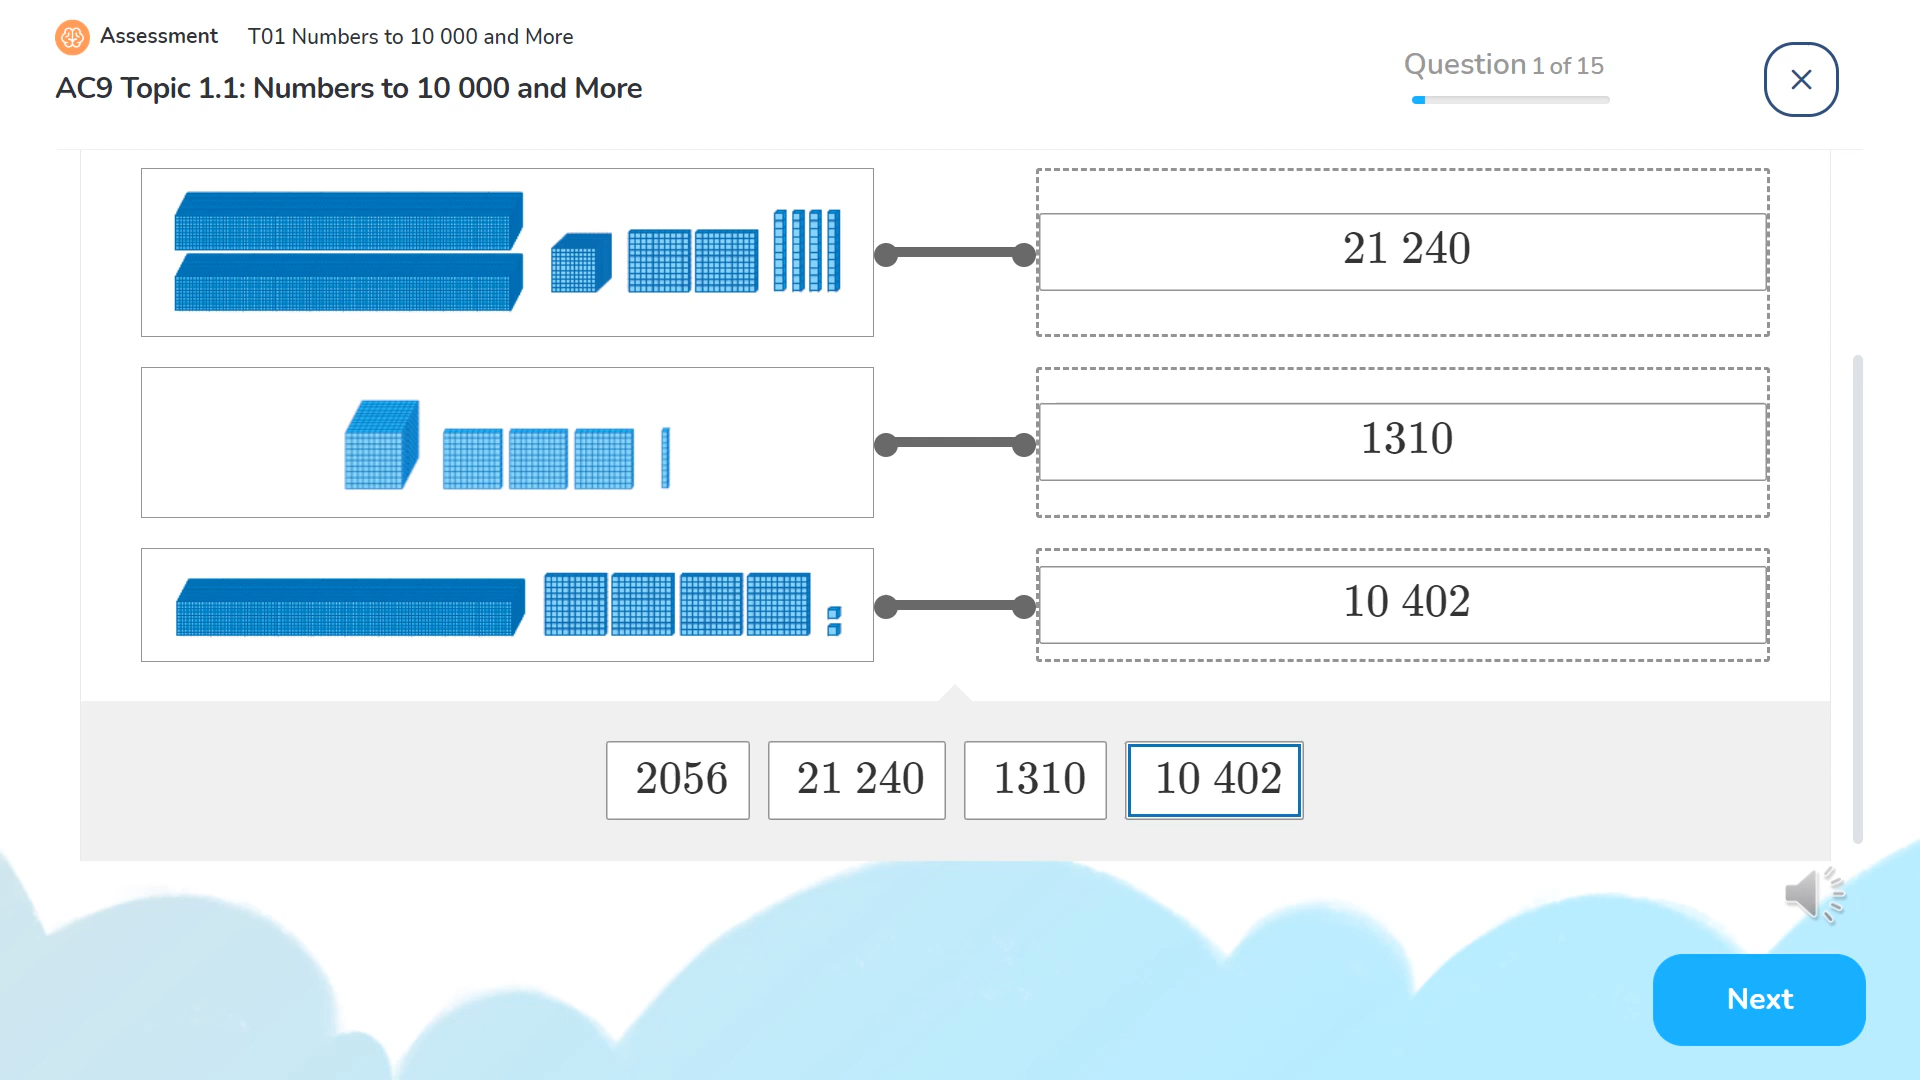 Assessment T01 Numbers to 10 000 and More
AC9 Topic 1.1: Numbers to 10 000 and More
Question 1 of 15
21 240
1310
10 402
2056 21 240 1310 10 402
Next